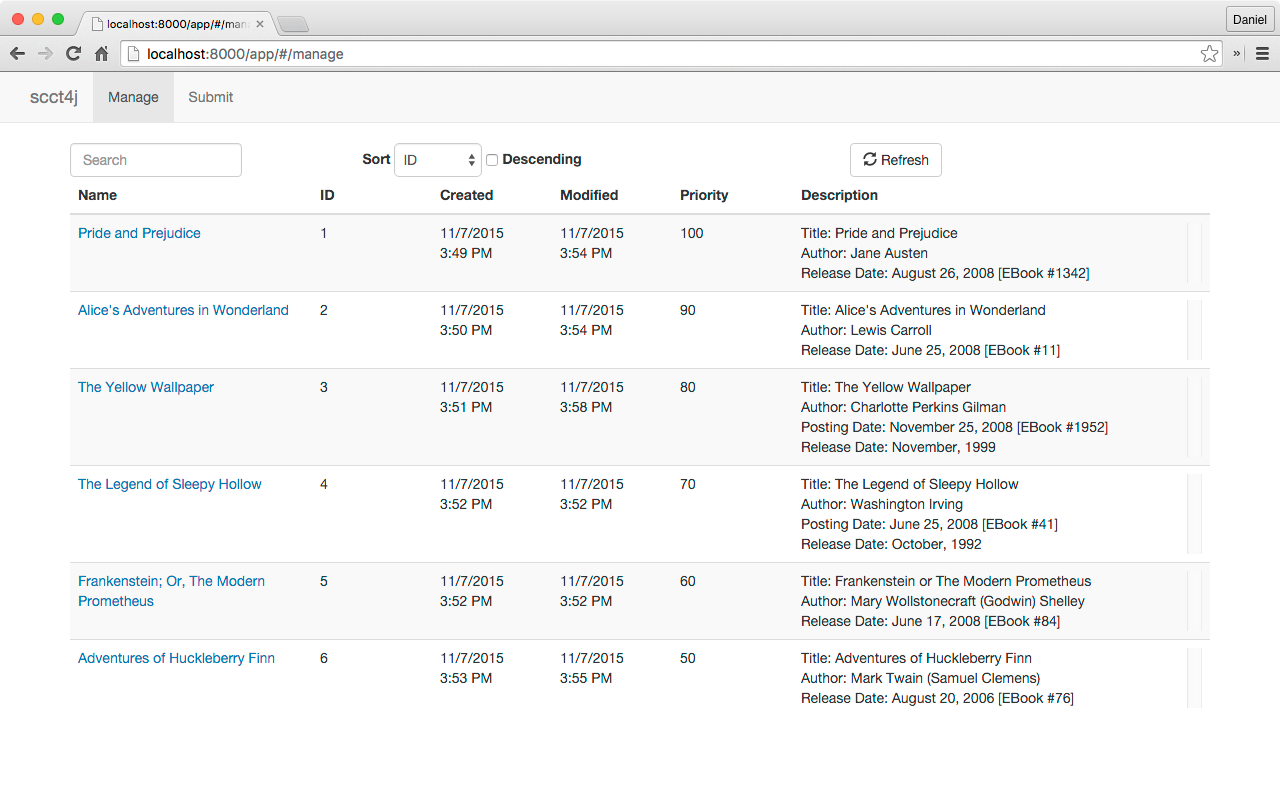 localhost:8000/app/#/man
Daniel
localhost:8000/app/#/manage
»
scct4j Manage Submit
Search Sort ID Descending Refresh
Name ID Created Modified Priority Description
Pride and Prejudice 1 11/7/2015 11/7/2015 100 Title: Pride and Prejudice
3:49 PM 3:54 PM Author: Jane Austen
Release Date: August 26, 2008 [EBook #1342]
Alice's Adventures in Wonderland 2 11/7/2015 11/7/2015 90 Title: Alice's Adventures in Wonderland
3:50 PM 3:54 PM Author: Lewis Carroll
Release Date: June 25, 2008 [EBook #11]
The Yellow Wallpaper 3 11/7/2015 11/7/2015 80 Title: The Yellow Wallpaper
3:51 PM 3:58 PM Author: Charlotte Perkins Gilman
Posting Date: November 25, 2008 [EBook #1952]
Release Date: November, 1999
The Legend of Sleepy Hollow 4 11/7/2015 11/7/2015 70 Title: The Legend of Sleepy Hollow
3:52 PM 3:52 PM Author: Washington Irving
Posting Date: June 25, 2008 [EBook #41]
Release Date: October, 1992
Frankenstein; Or, The Modern 5 11/7/2015 11/7/2015 60 Title: Frankenstein or The Modern Prometheus
Prometheus 3:52 PM 3:52 PM Author: Mary Wollstonecraft (Godwin) Shelley
Release Date: June 17, 2008 [EBook #84]
Adventures of Huckleberry Finn 6 11/7/2015 11/7/2015 50 Title: Adventures of Huckleberry Finn
3:53 PM 3:55 PM Author: Mark Twain (Samuel Clemens)
Release Date: August 20, 2006 [EBook #76]